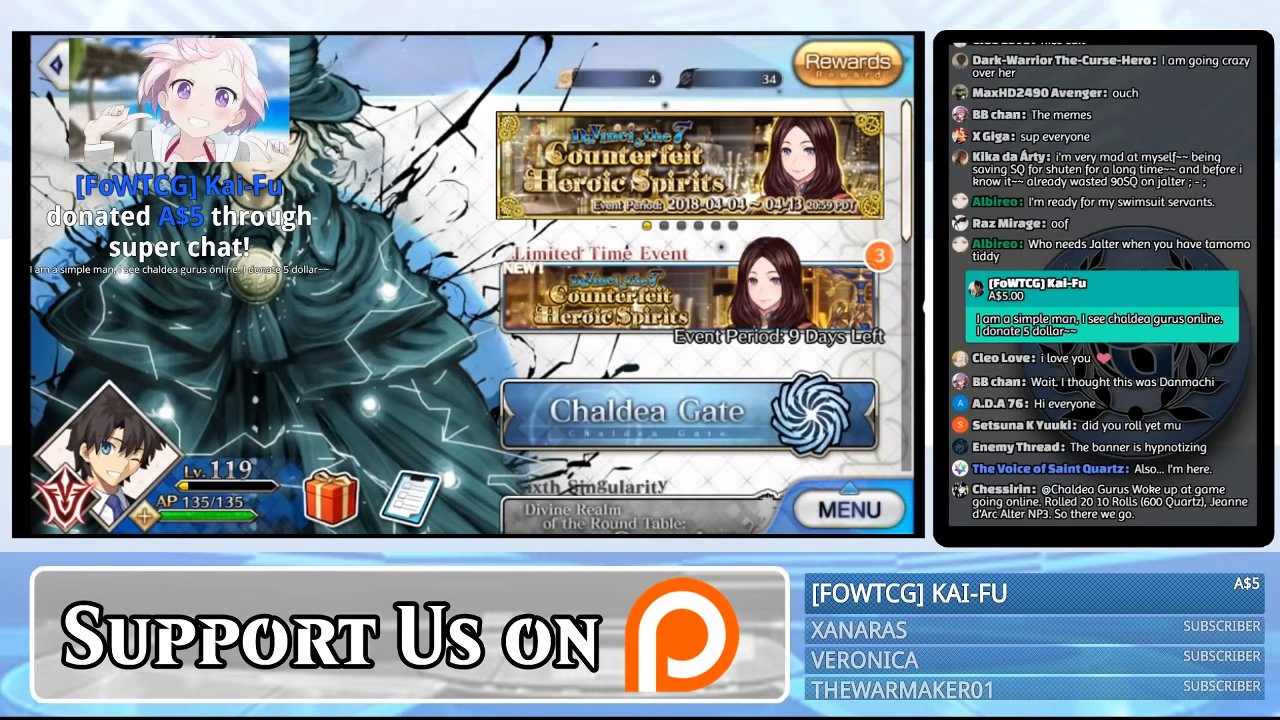 [FoWTCG] Kai-Fu
donated A$5 through
super chat!
I am a simple man, I see chaldea gurus online. I donate 5 dollar~~
4
34
Rewards
Reward
Da Vinci the 7
Counterfeit
Heroic Spirits
Event Period: 2018-04-04 ~ 04-13 20:59 PDT
Limited Time Event
3
NEW!
Da Vinci the 7
Counterfeit
Heroic Spirits
Event Period: 9 Days Left
Chaldea Gate
Chaldea Gate
Sixth Singularity
Divine Realm
of the Round Table:
Lv. 119
AP 135/135
MENU
Dark-Warrior The-Curse-Hero: I am going crazy
over her
MaxHD2490 Avenger: ouch
BB chan: The memes
X Giga: sup everyone
Kika da Árty: i'm very mad at myself~~ being
saving SQ for shuten for a long time~~ and before i
know it~~ already wasted 90SQ on jalter ; - ;
Albireo: I'm ready for my swimsuit servants.
Raz Mirage: oof
Albireo: Who needs Jalter when you have tamomo
tiddy
[FoWTCG] Kai-Fu
A$5.00
I am a simple man, I see chaldea gurus online.
I donate 5 dollar~~
Cleo Love: i love you ❤
BB chan: Wait. I thought this was Danmachi
A.D.A 76: Hi everyone
Setsuna K Yuuki: did you roll yet mu
Enemy Thread: The banner is hypnotizing
The Voice of Saint Quartz: Also... I'm here.
Chessirin: @Chaldea Gurus Woke up at game
going online. Rolled 20 10 Rolls (600 Quartz), Jeanne
d'Arc Alter NP3. So there we go.
Support Us on
[FOWTCG] KAI-FU A$5
XANARAS SUBSCRIBER
VERONICA SUBSCRIBER
THEWARMAKER01 SUBSCRIBER